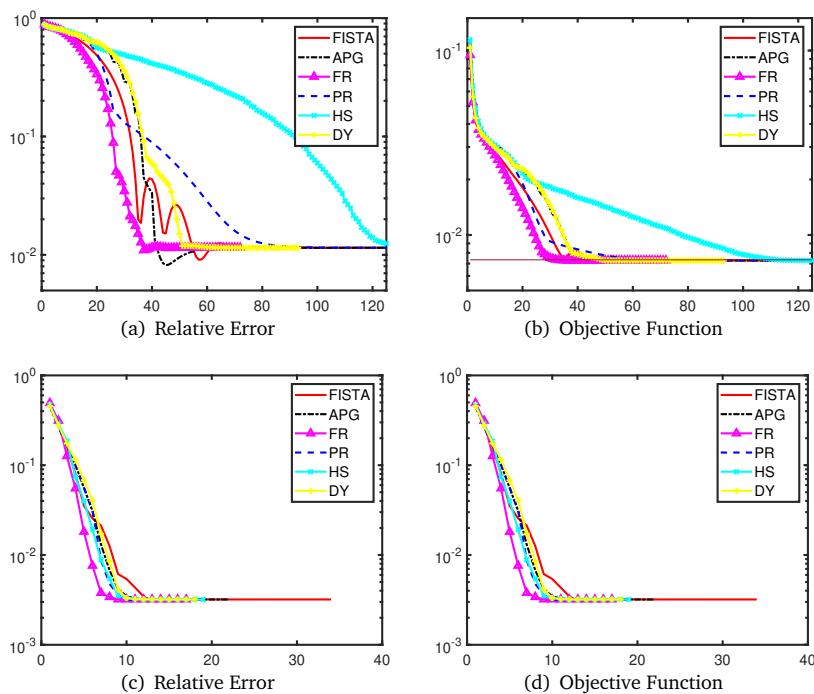 10^0
10^-1
10^-2
0 20 40 60 80 100 120
FISTA
APG
FR
PR
HS
DY
(a) Relative Error
10^-1
10^-2
0 20 40 60 80 100 120
FISTA
APG
FR
PR
HS
DY
(b) Objective Function
10^0
10^-1
10^-2
10^-3
0 10 20 30 40
FISTA
APG
FR
PR
HS
DY
(c) Relative Error
10^0
10^-1
10^-2
10^-3
0 10 20 30 40
FISTA
APG
FR
PR
HS
DY
(d) Objective Function